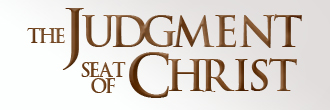 THE JUDGMENT
SEAT OF CHRIST